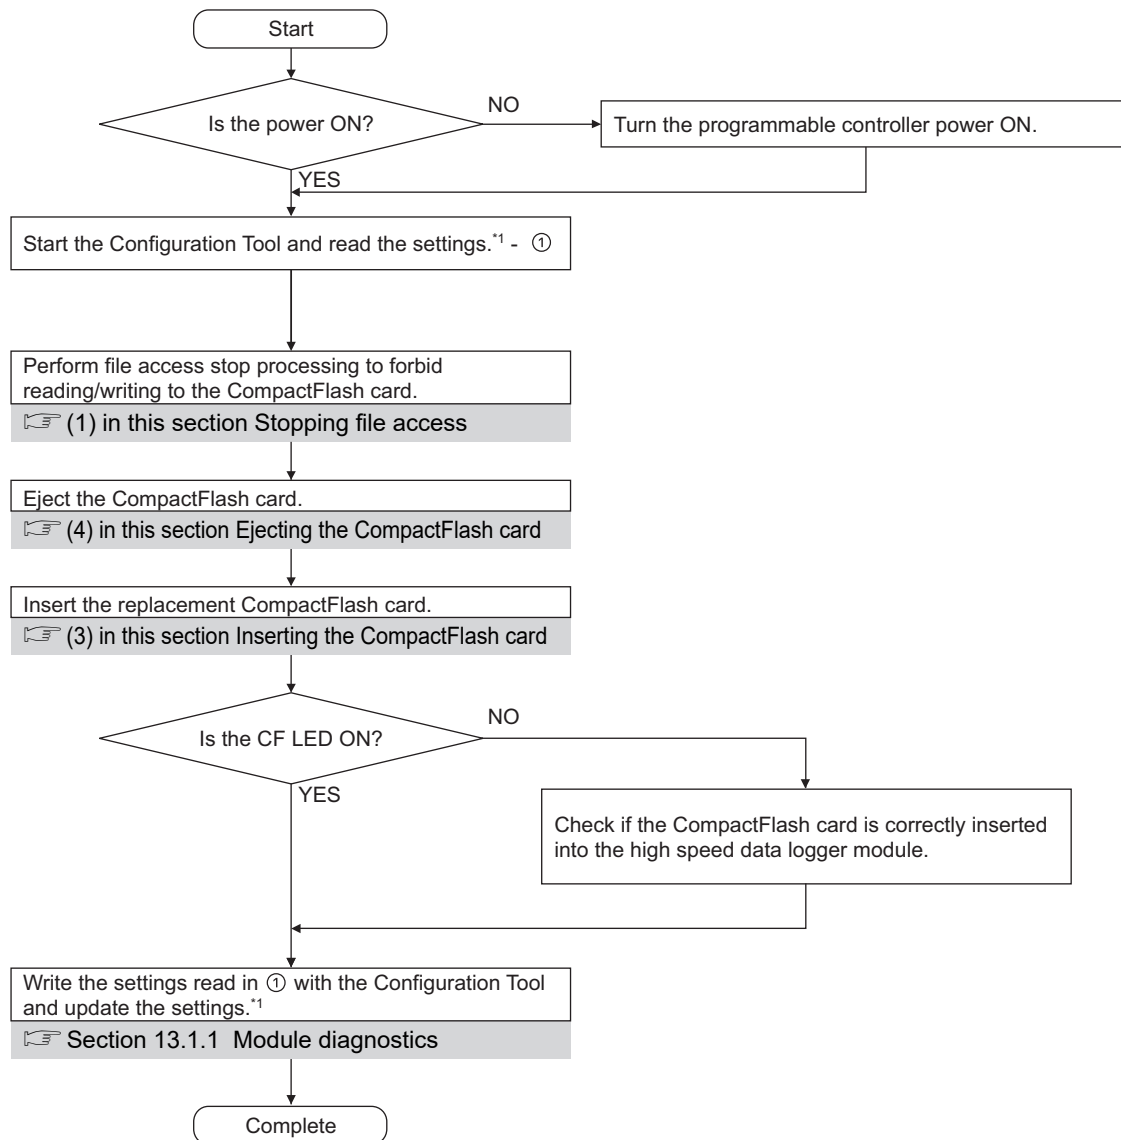 Start
Is the power ON?
NO
Turn the programmable controller power ON.
YES
Start the Configuration Tool and read the settings.*1 - ①
Perform file access stop processing to forbid
reading/writing to the CompactFlash card.
☞ (1) in this section Stopping file access
Eject the CompactFlash card.
☞ (4) in this section Ejecting the CompactFlash card
Insert the replacement CompactFlash card.
☞ (3) in this section Inserting the CompactFlash card
Is the CF LED ON?
NO
YES
Check if the CompactFlash card is correctly inserted
into the high speed data logger module.
Write the settings read in ① with the Configuration Tool
and update the settings.*1
☞ Section 13.1.1 Module diagnostics
Complete